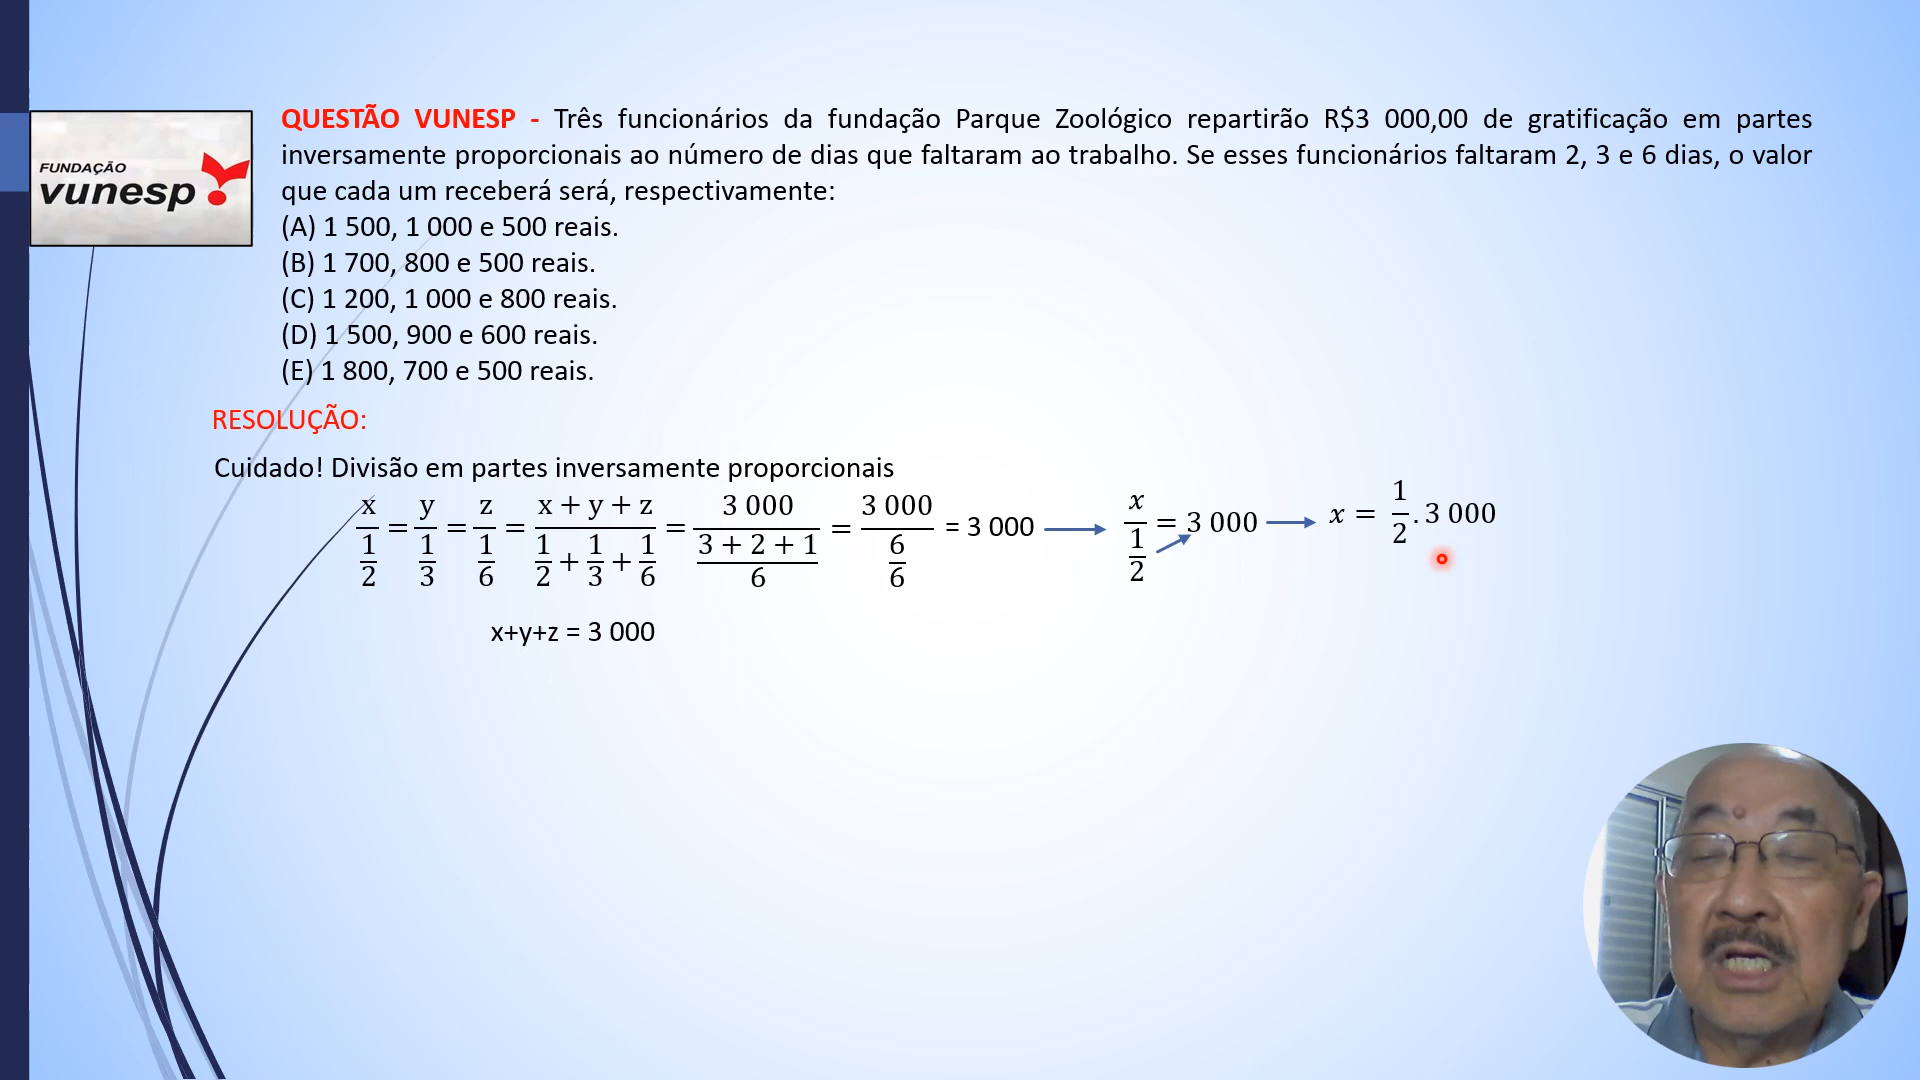 FUNDAÇÃO
vunesp
QUESTÃO VUNESP - Três funcionários da fundação Parque Zoológico repartirão R$3 000,00 de gratificação em partes
inversamente proporcionais ao número de dias que faltaram ao trabalho. Se esses funcionários faltaram 2, 3 e 6 dias, o valor
que cada um receberá será, respectivamente:
(A) 1 500, 1 000 e 500 reais.
(B) 1 700, 800 e 500 reais.
(C) 1 200, 1 000 e 800 reais.
(D) 1 500, 900 e 600 reais.
(E) 1 800, 700 e 500 reais.
RESOLUÇÃO:
Cuidado! Divisão em partes inversamente proporcionais
x/(1/2) = y/(1/3) = z/(1/6) = (x + y + z)/(1/2 + 1/3 + 1/6) = 3 000/((3 + 2 + 1)/6) = 3 000/(6/6) = 3 000 → x/(1/2) = 3 000 → x = 1/2 . 3 000
x+y+z = 3 000